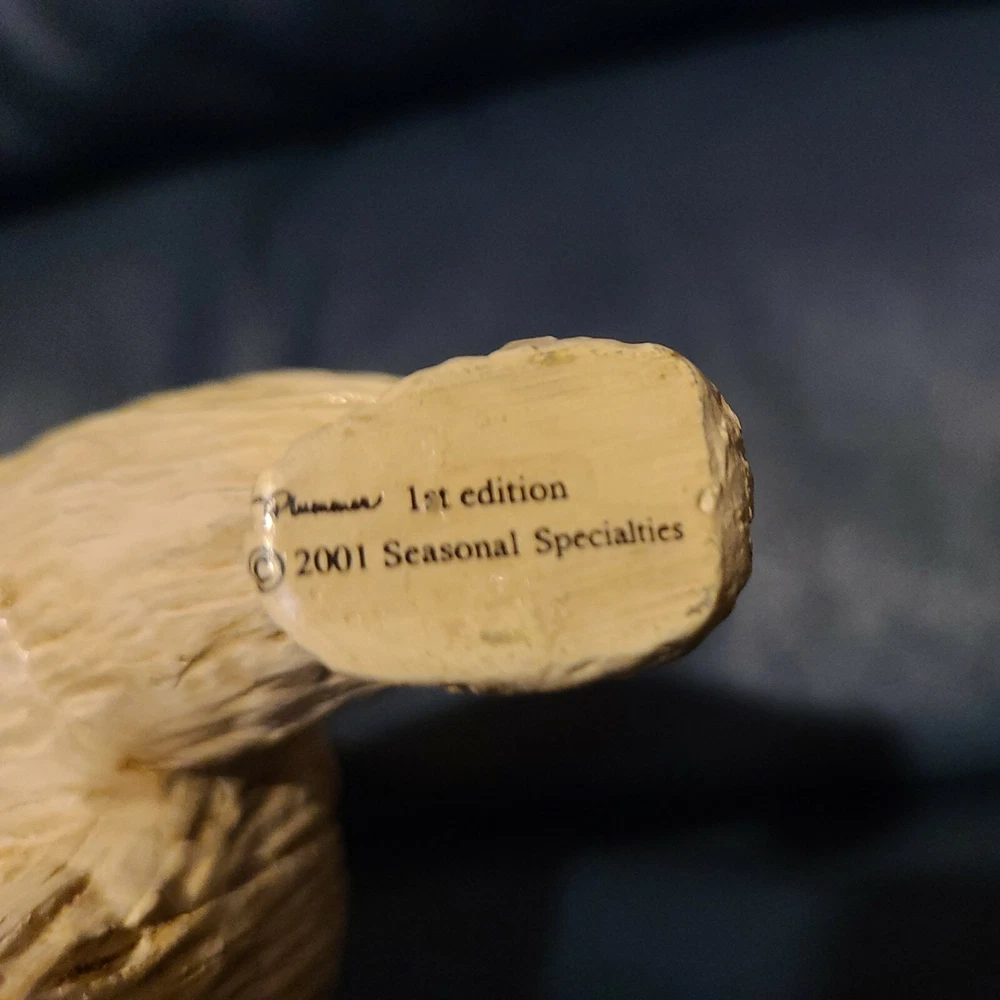 Plummer 1st edition
© 2001 Seasonal Specialties